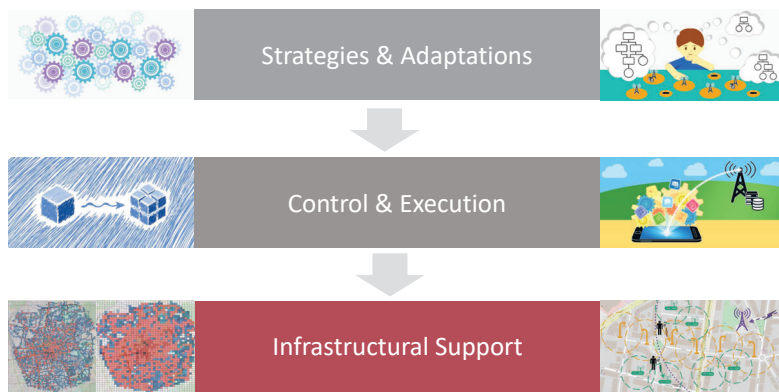 Strategies & Adaptations
Control & Execution
Infrastructural Support